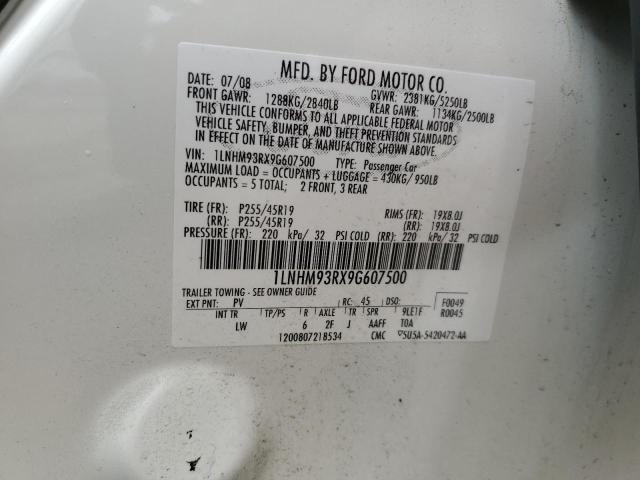 MFD. BY FORD MOTOR CO.
DATE: 07/08 GVWR: 2381KG/5250LB
FRONT GAWR: 1288KG/2840LB REAR GAWR: 1134KG/2500LB
THIS VEHICLE CONFORMS TO ALL APPLICABLE FEDERAL MOTOR
VEHICLE SAFETY, BUMPER, AND THEFT PREVENTION STANDARDS
IN EFFECT ON THE DATE OF MANUFACTURE SHOWN ABOVE.
VIN: 1LNHM93RX9G607500 TYPE: Passenger Car
MAXIMUM LOAD = OCCUPANTS + LUGGAGE = 430KG/950LB
OCCUPANTS = 5 TOTAL; 2 FRONT, 3 REAR
TIRE (FR): P255/45R19 RIMS (FR): 19X8.0J
(RR): P255/45R19 (RR): 19X8.0J
PRESSURE (FR): 220 kPa/ 32 PSI COLD (RR): 220 kPa/ 32 PSI COLD
1LNHM93RX9G607500
TRAILER TOWING - SEE OWNER GUIDE
EXT PNT: PV RC: 45 DSO: F0049
INT TR TP/PS R AXLE TR SPR 9LE1F R0045
LW 6 2F J AAFF T0A
1200807218534 CMC 5U5A-5420472-AA